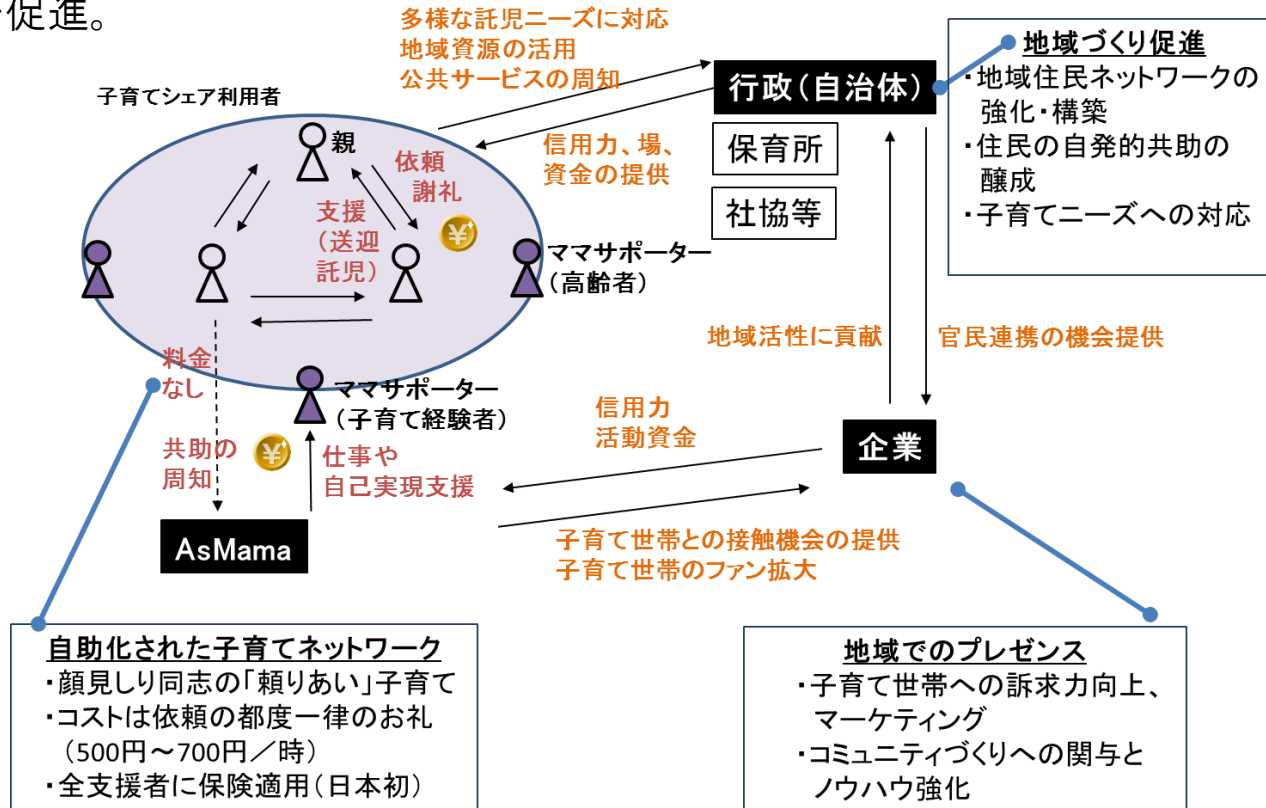 促進。
多様な託児ニーズに対応
地域資源の活用
公共サービスの周知
子育てシェア利用者
親
依頼
謝礼
支援
（送迎
託児）
¥
ママサポーター
（高齢者）
信用力、場、
資金の提供
行政（自治体）
保育所
社協等
地域づくり促進
・地域住民ネットワークの
強化・構築
・住民の自発的共助の
醸成
・子育てニーズへの対応
料金
なし
ママサポーター
（子育て経験者）
地域活性に貢献
官民連携の機会提供
共助の
周知
¥
仕事や
自己実現支援
信用力
活動資金
企業
AsMama
子育て世帯との接触機会の提供
子育て世帯のファン拡大
自助化された子育てネットワーク
・顔見しり同志の「頼りあい」子育て
・コストは依頼の都度一律のお礼
（500円～700円／時）
・全支援者に保険適用（日本初）
地域でのプレゼンス
・子育て世帯への訴求力向上、
マーケティング
・コミュニティづくりへの関与と
ノウハウ強化